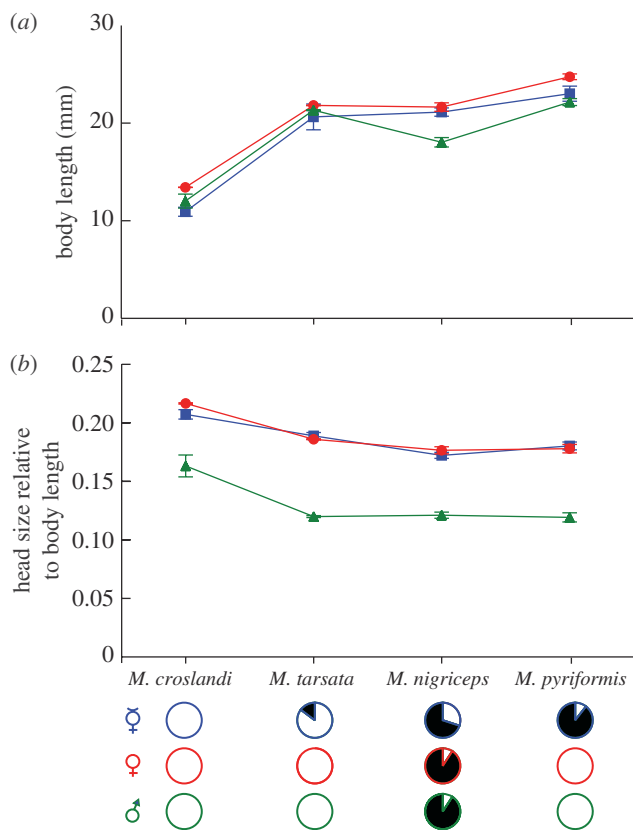 (a)
30
20
10
0
body length (mm)
(b)
0.25
0.20
0.15
0.10
0.05
0
head size relative
to body length
M. croslandi M. tarsata M. nigriceps M. pyriformis
♀
♂